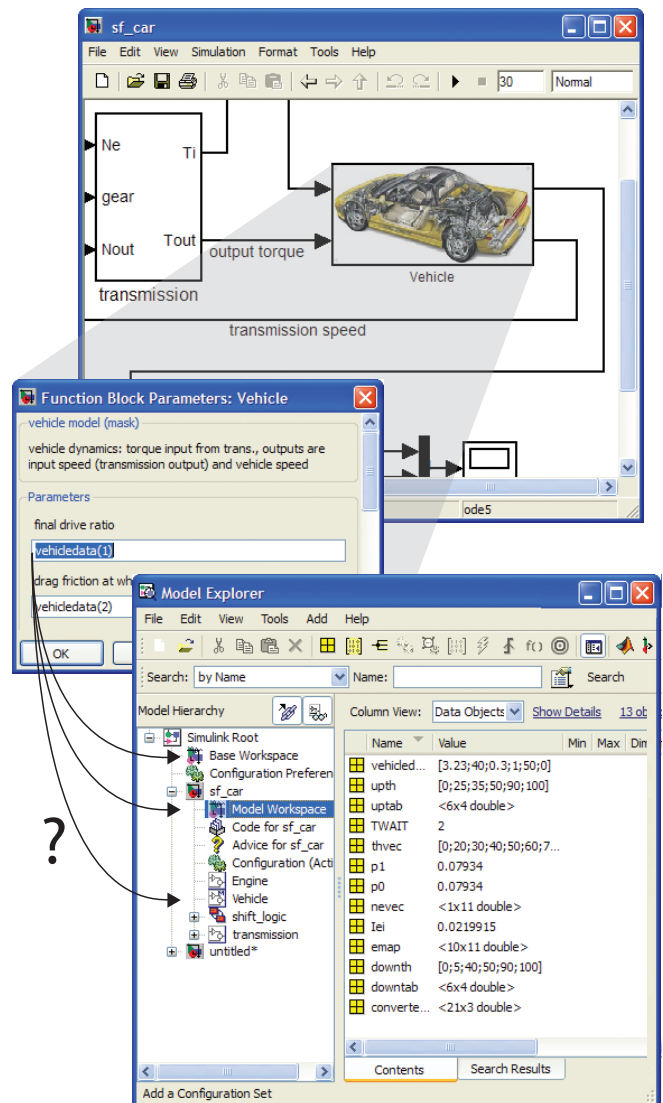 sf_car
File Edit View Simulation Format Tools Help
30 Normal
Ne
Ti
gear
Nout
Tout
output torque
Vehicle
transmission
transmission speed
ode5
Function Block Parameters: Vehicle
vehicle model (mask)
vehicle dynamics: torque input from trans., outputs are
input speed (transmission output) and vehicle speed
Parameters
final drive ratio
vehicledata(1)
drag friction at wh
vehicledata(2)
OK
Model Explorer
File Edit View Tools Add Help
f()
Search: by Name Name: Search
Model Hierarchy
Column View: Data Objects Show Details 13 ob
Simulink Root
Base Workspace
Configuration Preferen
sf_car
Model Workspace
Code for sf_car
Advice for sf_car
Configuration (Acti
Engine
Vehicle
shift_logic
transmission
untitled*
?
Name Value Min Max Dim
vehicled... [3.23;40;0.3;1;50;0]
upth [0;25;35;50;90;100]
uptab <6x4 double>
TWAIT 2
thvec [0;20;30;40;50;60;7...
p1 0.07934
p0 0.07934
nevec <1x11 double>
Iei 0.0219915
emap <10x11 double>
downth [0;5;40;50;90;100]
downtab <6x4 double>
converte... <21x3 double>
Contents Search Results
Add a Configuration Set